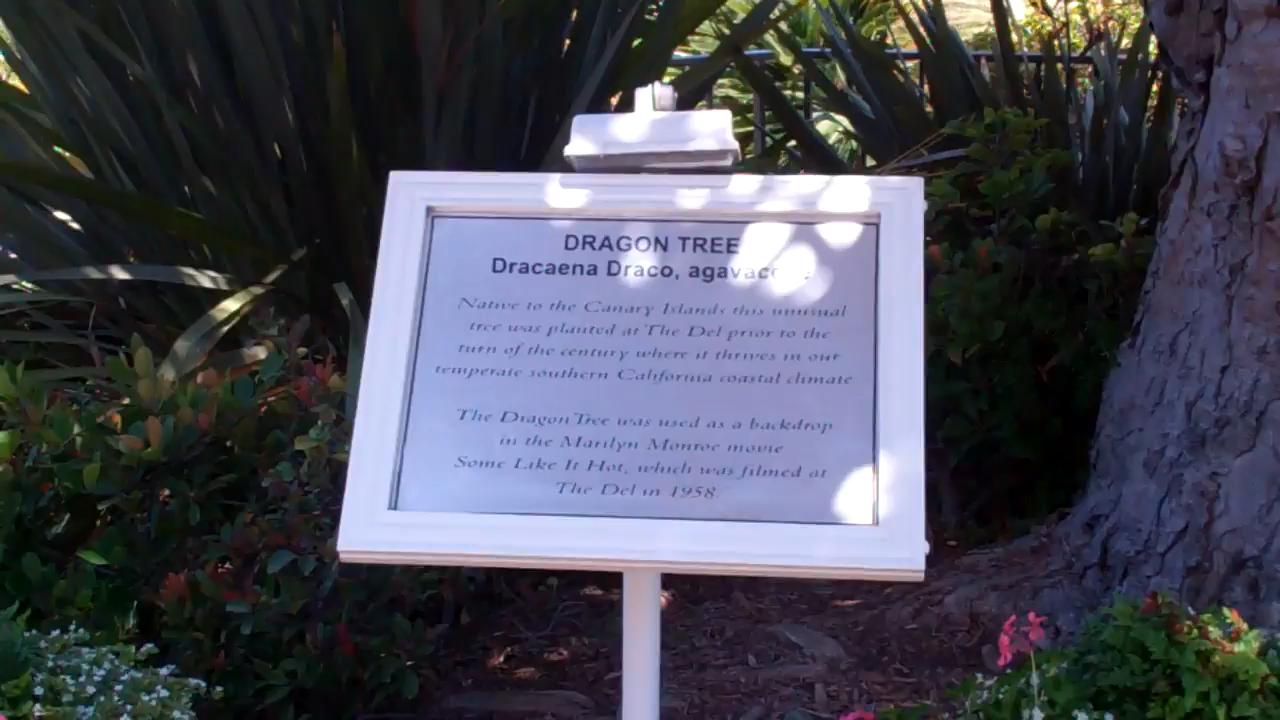 DRAGON TREE
Dracaena Draco,
Native to the Canary Islands this unusual
tree was planted at The Del prior to the
turn of the century where it thrives in our
temperate southern California coastal climate
The Dragon Tree was used as a backdrop
in the Marilyn Monroe movie
Some Like It Hot, which was filmed at
The Del in 1958.